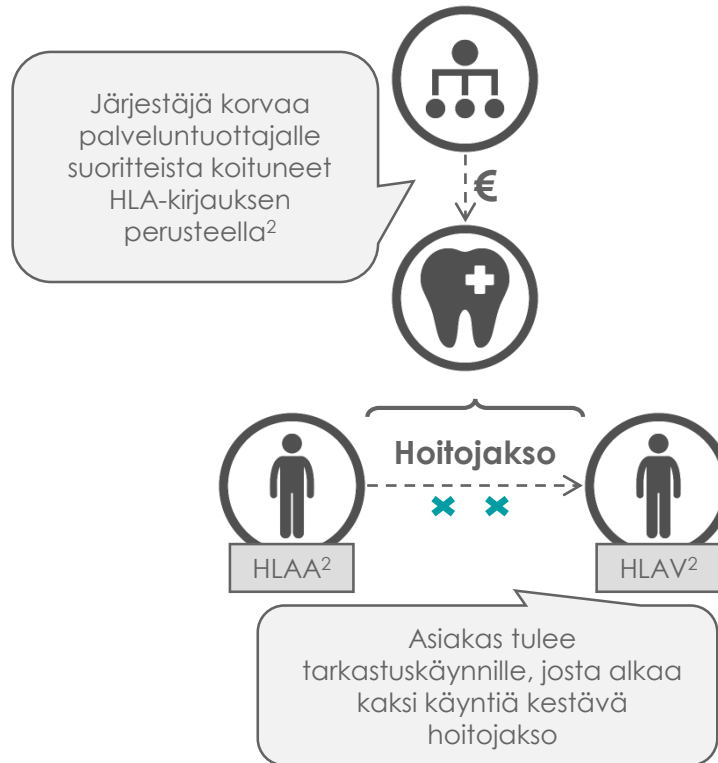 Järjestäjä korvaa
palveluntuottajalle
suoritteista koituneet
HLA-kirjauksen
perusteella²
€
Hoitojakso
HLAA²
HLAV²
Asiakas tulee
tarkastuskäynnille, josta alkaa
kaksi käyntiä kestävä
hoitojakso